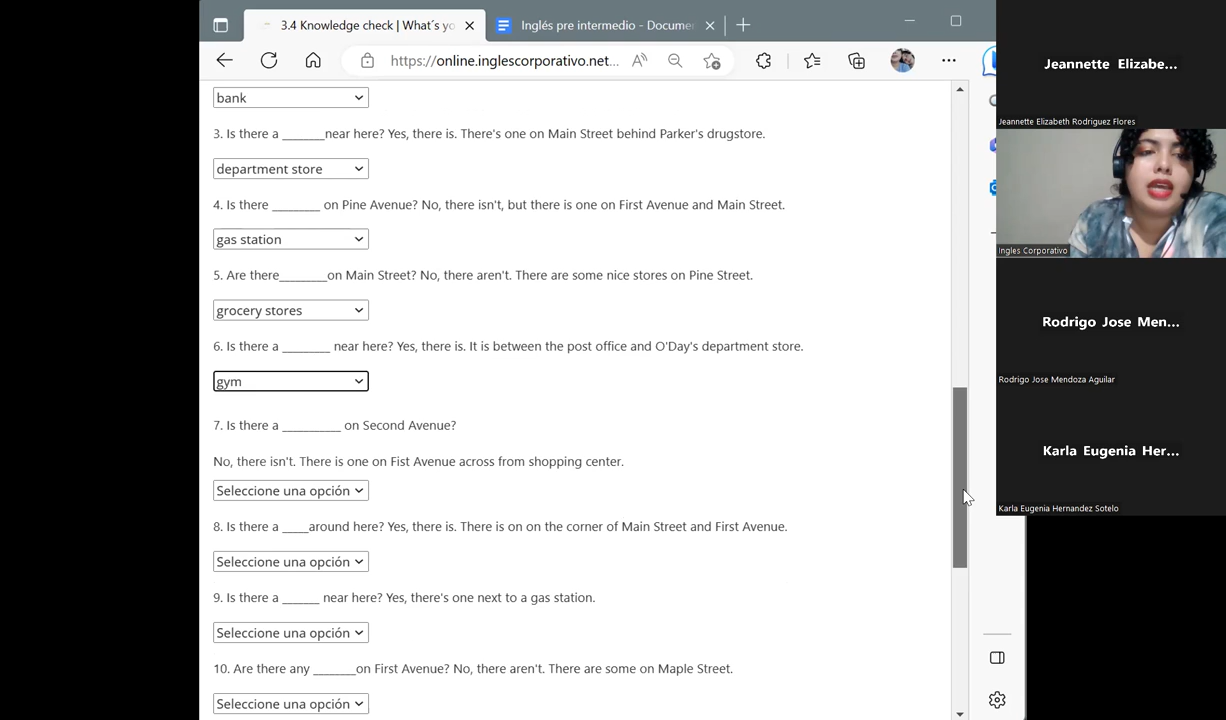 3.4 Knowledge check | What´s yo
Inglés pre intermedio - Docume
https://online.inglescorporativo.net...
bank
3. Is there a _______near here? Yes, there is. There's one on Main Street behind Parker's drugstore.
department store
4. Is there ________ on Pine Avenue? No, there isn't, but there is one on First Avenue and Main Street.
gas station
5. Are there________on Main Street? No, there aren't. There are some nice stores on Pine Street.
grocery stores
6. Is there a ________ near here? Yes, there is. It is between the post office and O'Day's department store.
gym
7. Is there a __________ on Second Avenue?
No, there isn't. There is one on Fist Avenue across from shopping center.
Seleccione una opción
8. Is there a ____around here? Yes, there is. There is on on the corner of Main Street and First Avenue.
Seleccione una opción
9. Is there a ______ near here? Yes, there's one next to a gas station.
Seleccione una opción
10. Are there any _______on First Avenue? No, there aren't. There are some on Maple Street.
Seleccione una opción
Jeannette Elizabe...
Jeannette Elizabeth Rodriguez Flores
Ingles Corporativo
Rodrigo Jose Men...
Rodrigo Jose Mendoza Aguilar
Karla Eugenia Her...
Karla Eugenia Hernandez Sotelo